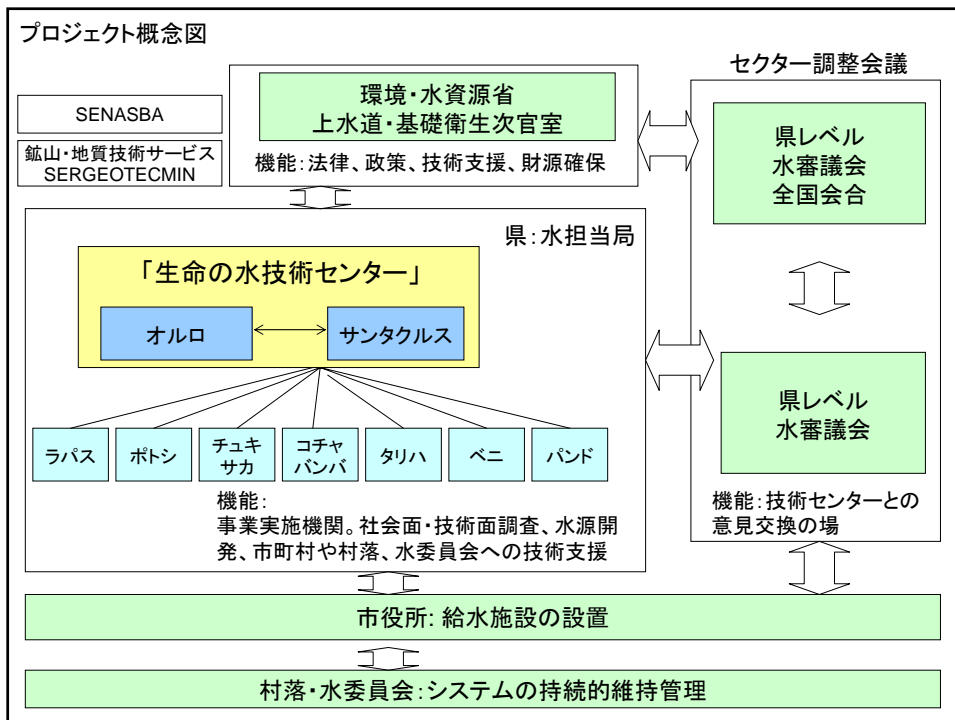 プロジェクト概念図
SENASBA
鉱山・地質技術サービス
SERGEOTECMIN
環境・水資源省
上水道・基礎衛生次官室
機能:法律、政策、技術支援、財源確保
セクター調整会議
県レベル
水審議会
全国会合
県レベル
水審議会
機能:技術センターとの
意見交換の場
県:水担当局
「生命の水技術センター」
オルロ
サンタクルス
ラパス
ポトシ
チュキ
サカ
コチャ
バンバ
タリハ
ベニ
パンド
機能:
事業実施機関。社会面・技術面調査、水源開
発、市町村や村落、水委員会への技術支援
市役所: 給水施設の設置
村落・水委員会:システムの持続的維持管理